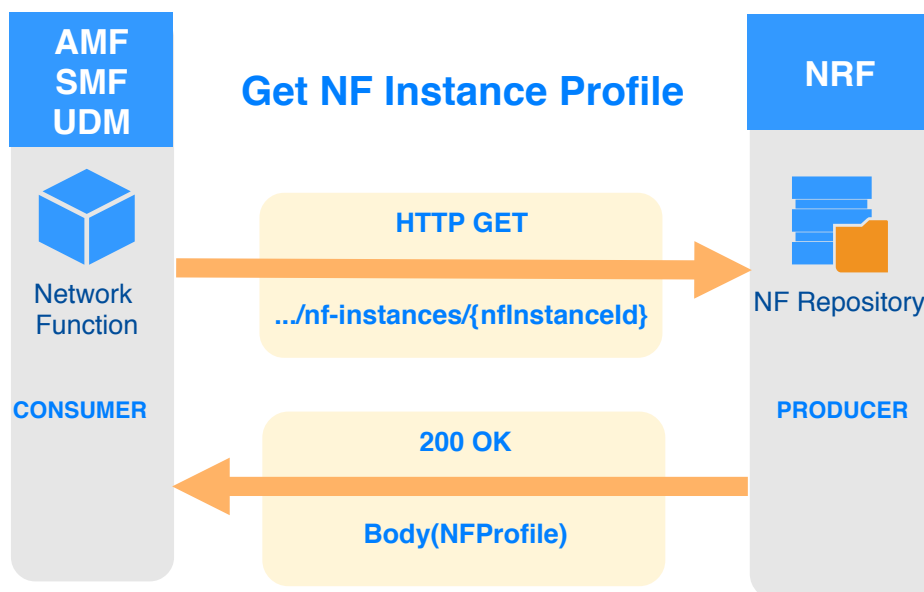 AMF
SMF
UDM
Get NF Instance Profile
NRF
HTTP GET
.../nf-instances/{nfInstanceId}
Network
Function
NF Repository
CONSUMER
PRODUCER
200 OK
Body(NFProfile)